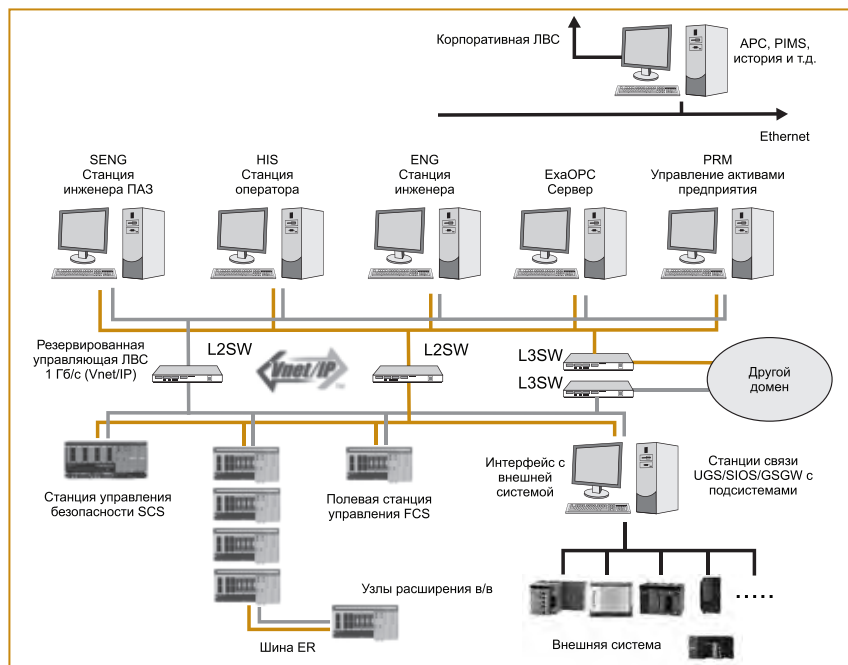 Корпоративная ЛВС
APC, PIMS,
история и т.д.
Ethernet
SENG
Станция
инженера ПАЗ
HIS
Станция
оператора
ENG
Станция
инженера
ExaOPC
Сервер
PRM
Управление активами
предприятия
Резервированная
управляющая ЛВС
1 Гб/с (Vnet/IP)
L2SW
Vnet/IP
TM
L2SW
L3SW
L3SW
Другой
домен
Станция управления
безопасности SCS
Полевая станция
управления FCS
Интерфейс с
внешней
системой
Станции связи
UGS/SIOS/GSGW с
подсистемами
Узлы расширения в/в
Шина ER
.....
Внешняя система